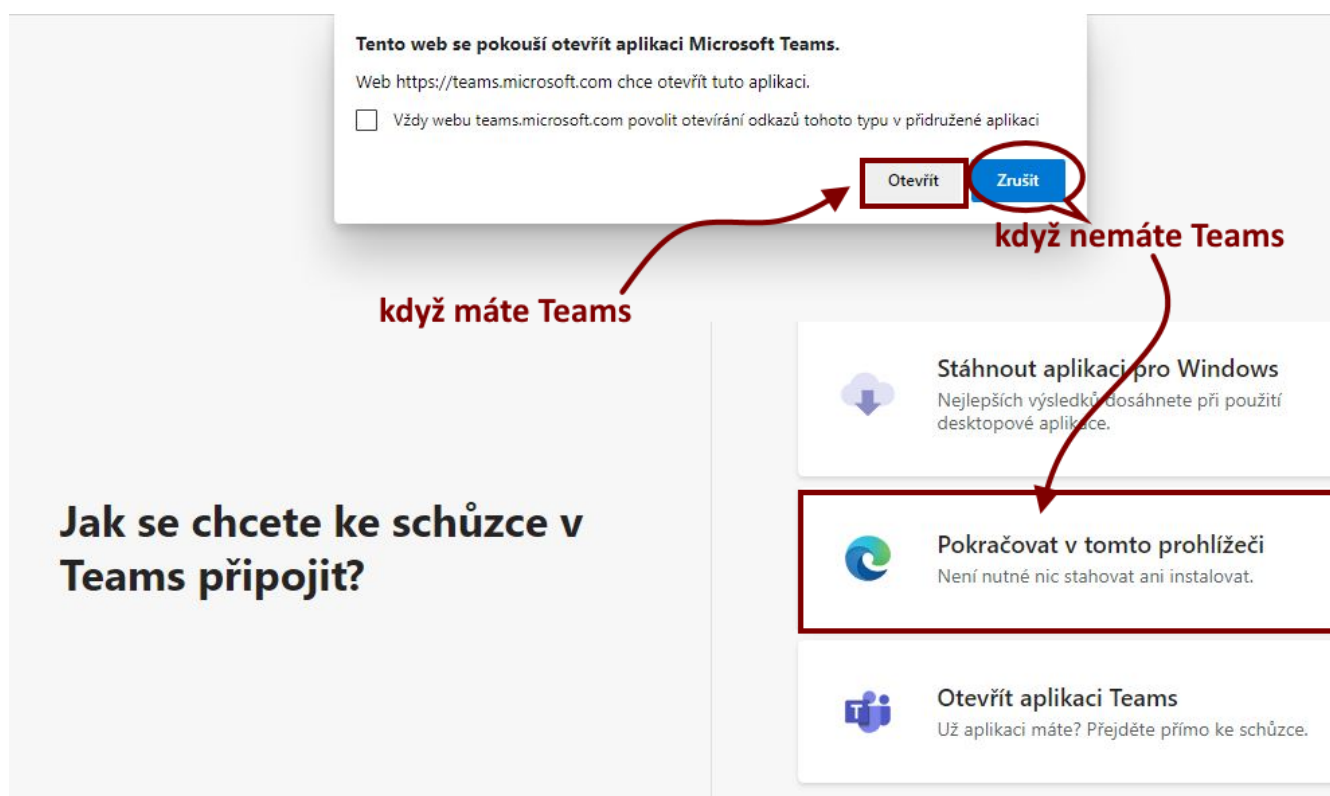 Tento web se pokouší otevřít aplikaci Microsoft Teams.
Web https://teams.microsoft.com chce otevřít tuto aplikaci.
Vždy webu teams.microsoft.com povolit otevírání odkazů tohoto typu v přidružené aplikaci
Otevřít
Zrušit
když nemáte Teams
když máte Teams
Jak se chcete ke schůzce v
Teams připojit?
Stáhnout aplikaci pro Windows
Nejlepších výsledků dosáhnete při použití
desktopové aplikace.
Pokračovat v tomto prohlížeči
Není nutné nic stahovat ani instalovat.
Otevřít aplikaci Teams
Už aplikaci máte? Přejděte přímo ke schůzce.